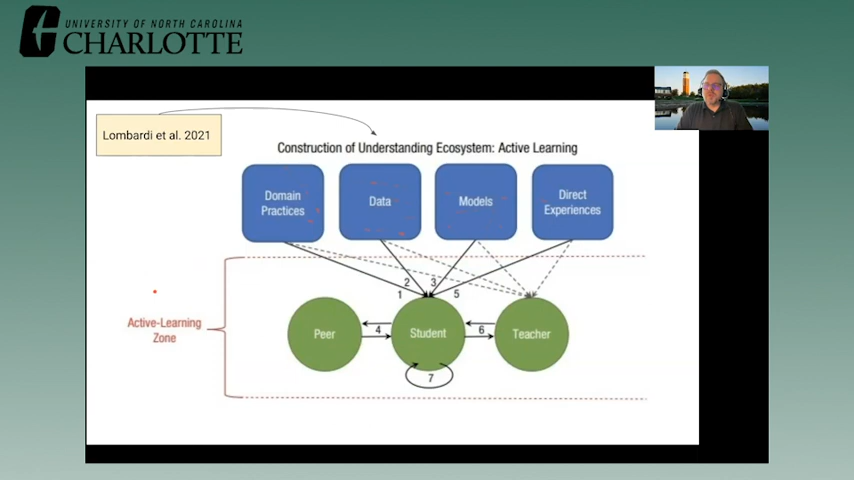 UNIVERSITY OF NORTH CAROLINA
CHARLOTTE
Lombardi et al. 2021
Construction of Understanding Ecosystem: Active Learning
Domain
Practices
Data
Models
Direct
Experiences
2
3
1
5
Active-Learning
Zone
Peer
4
Student
6
Teacher
7